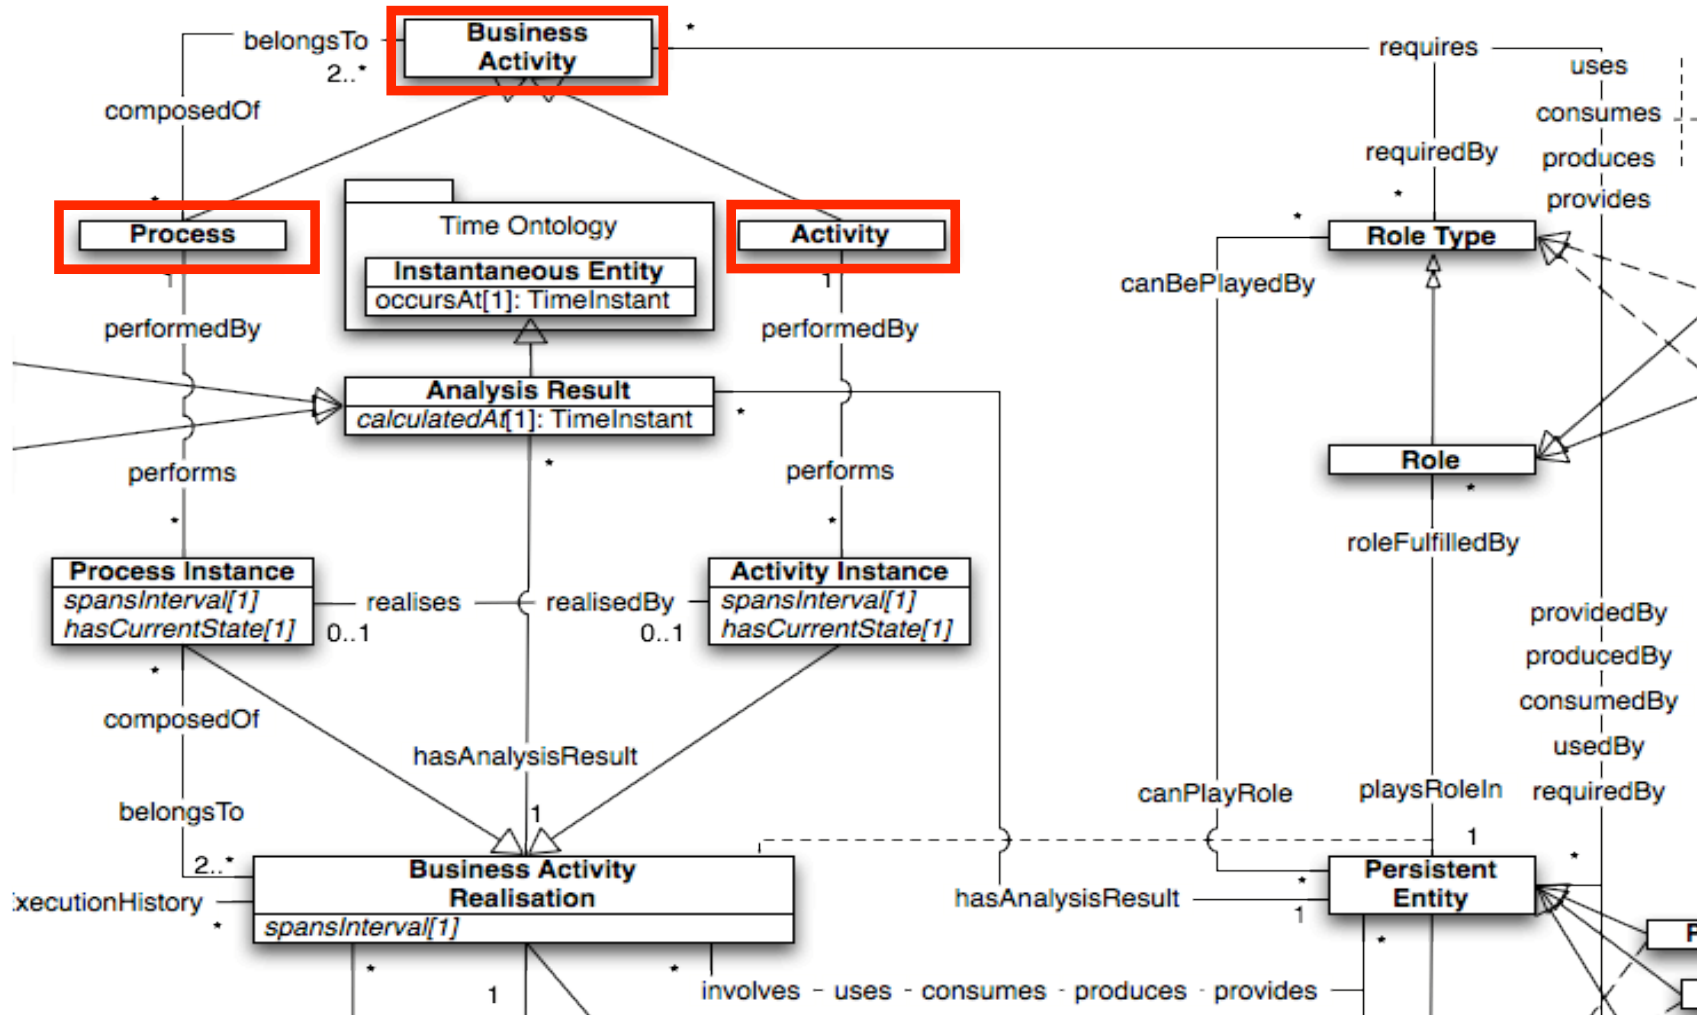 Business
Activity
*
belongsTo
2..*
composedOf
*
requires
uses
consumes
produces
provides
requiredBy
*
*
Process
1
Time Ontology
Instantaneous Entity
occursAt[1]: TimeInstant
Activity
1
Role Type
canBePlayedBy
performedBy
performedBy
Analysis Result
calculatedAt[1]: TimeInstant
*
*
performs
*
performs
*
Role
*
roleFulfilledBy
Process Instance
spansInterval[1]
hasCurrentState[1]
realises
0..1
realisedBy
0..1
Activity Instance
spansInterval[1]
hasCurrentState[1]
providedBy
producedBy
consumedBy
usedBy
requiredBy
*
composedOf
hasAnalysisResult
belongsTo
1
canPlayRole
playsRoleIn
1
*
2..*
Business Activity
Realisation
spansInterval[1]
xecutionHistory
*
hasAnalysisResult
*
1
Persistent
Entity
*
*
1
*
involves - uses - consumes - produces - provides